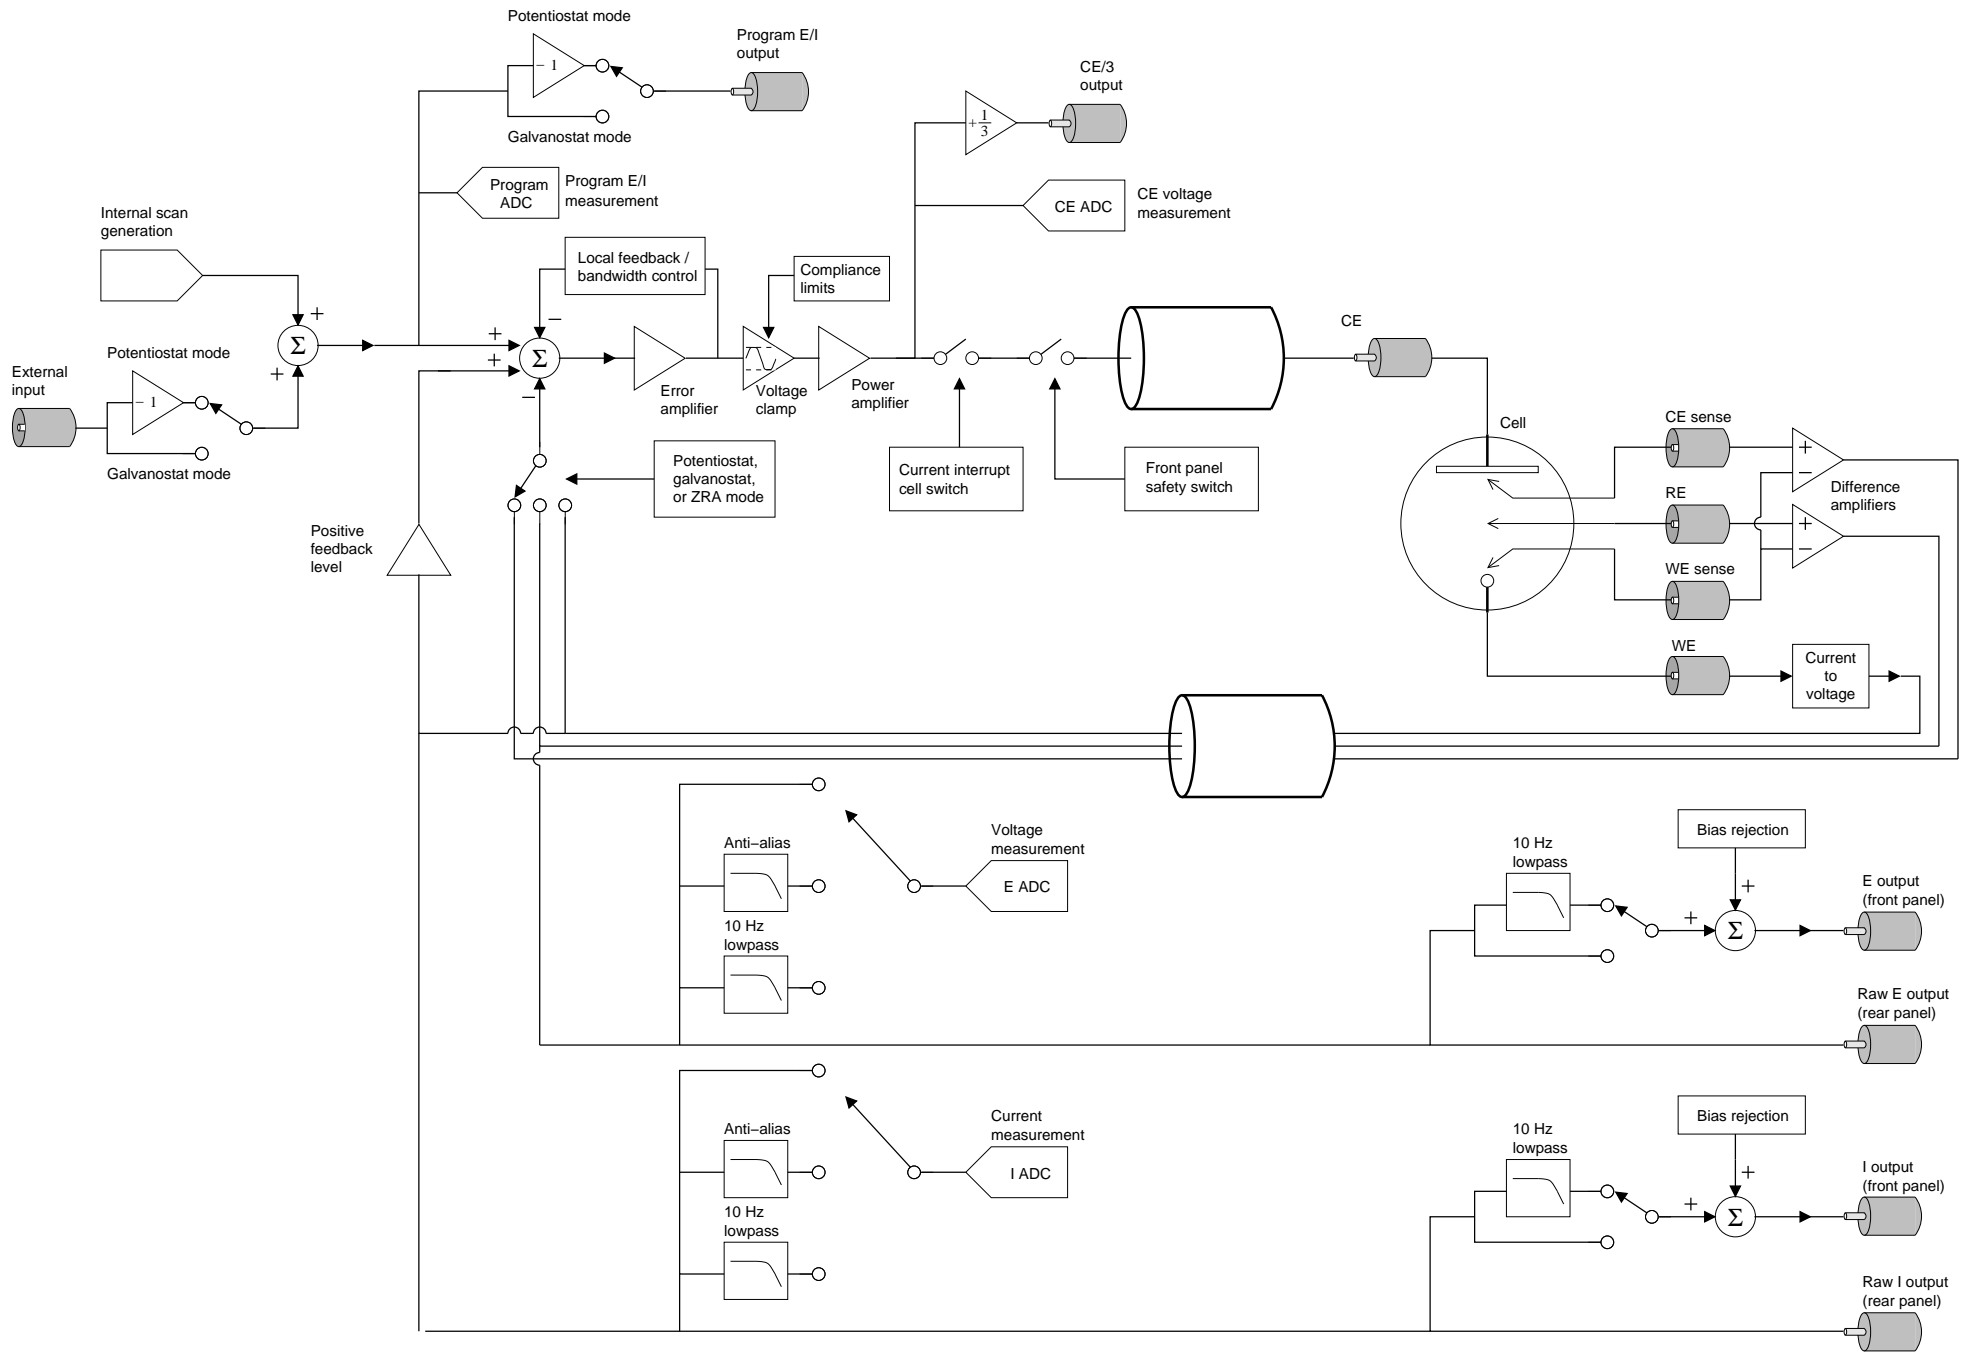 Potentiostat mode
− 1
Galvanostat mode
Program E/I
output
CE/3
output
+ 1
3
Program
ADC
Program E/I
measurement
CE ADC
CE voltage
measurement
Internal scan
generation
Local feedback /
bandwidth control
Compliance
limits
+
−
+
+
Σ
Σ
+
−
Error
amplifier
Voltage
clamp
Power
amplifier
CE
External
input
Potentiostat mode
− 1
Galvanostat mode
Potentiostat,
galvanostat,
or ZRA mode
Current interrupt
cell switch
Front panel
safety switch
Cell
CE sense
+
−
Difference
amplifiers
RE
+
−
WE sense
WE
Current
to
voltage
Positive
feedback
level
Voltage
measurement
E ADC
Anti−alias
10 Hz
lowpass
10 Hz
lowpass
Bias rejection
+
+
Σ
E output
(front panel)
Raw E output
(rear panel)
Current
measurement
I ADC
Anti−alias
10 Hz
lowpass
10 Hz
lowpass
Bias rejection
+
+
Σ
I output
(front panel)
Raw I output
(rear panel)